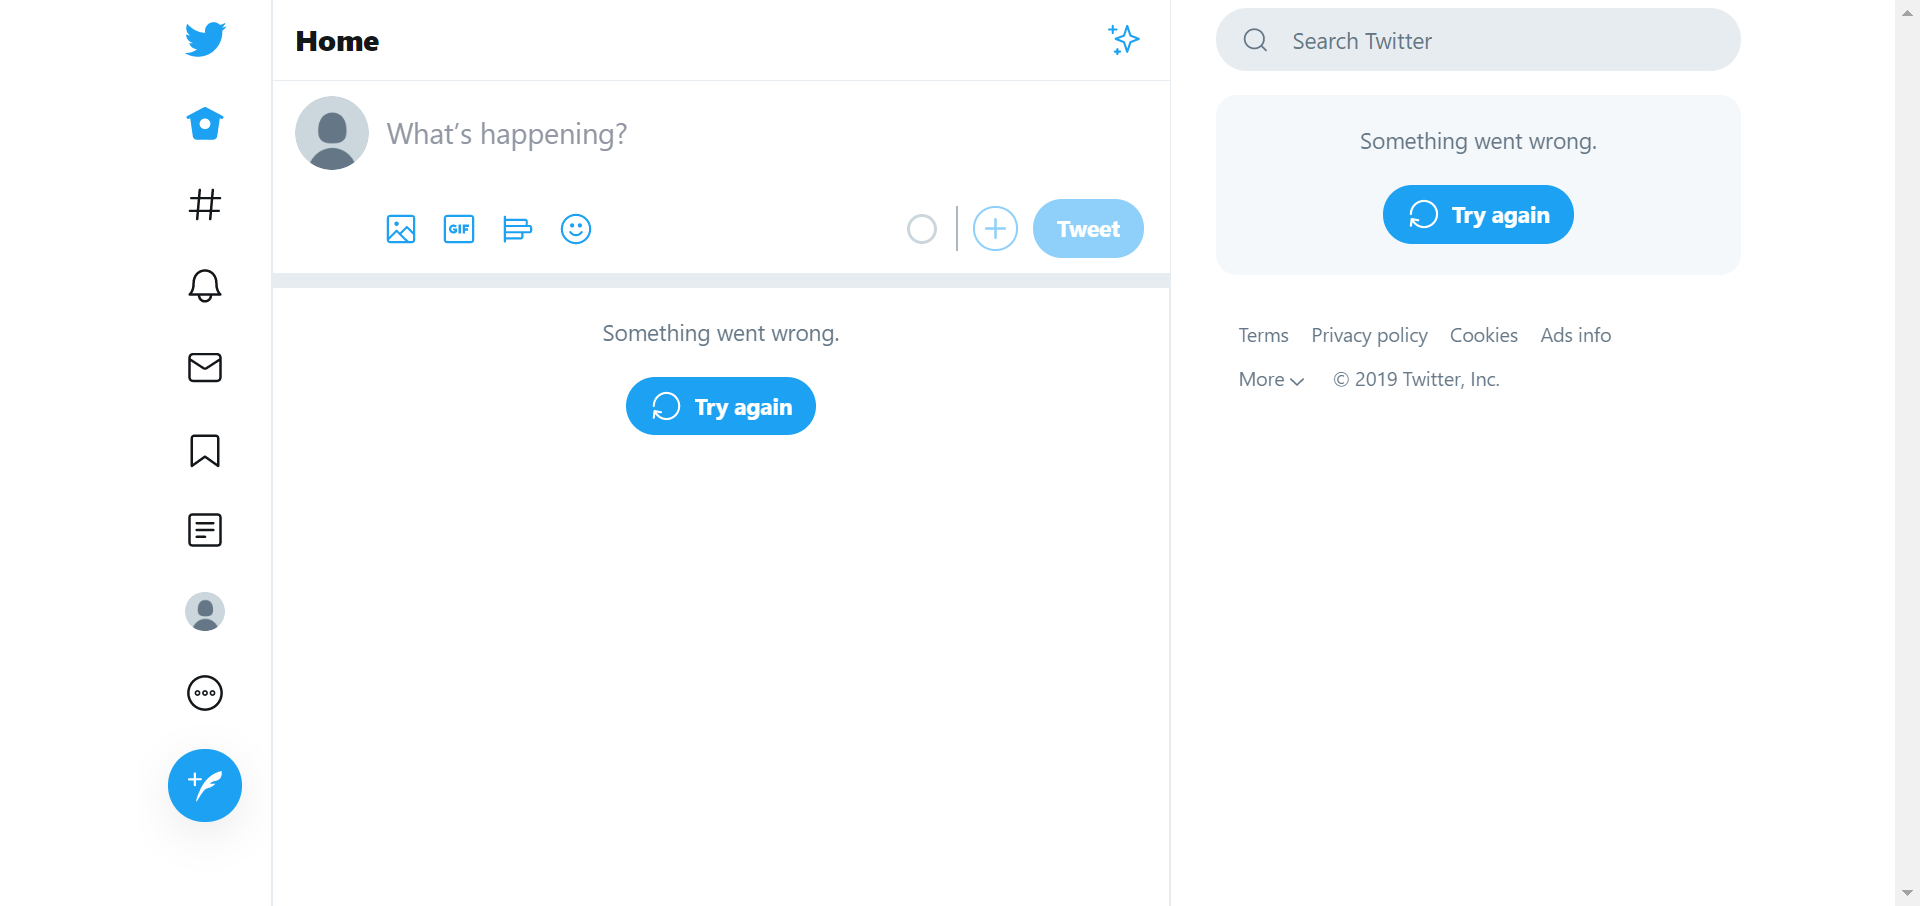 Home
What's happening?
GIF
Tweet
Something went wrong.
Try again
Search Twitter
Something went wrong.
Try again
Terms Privacy policy Cookies Ads info
More © 2019 Twitter, Inc.